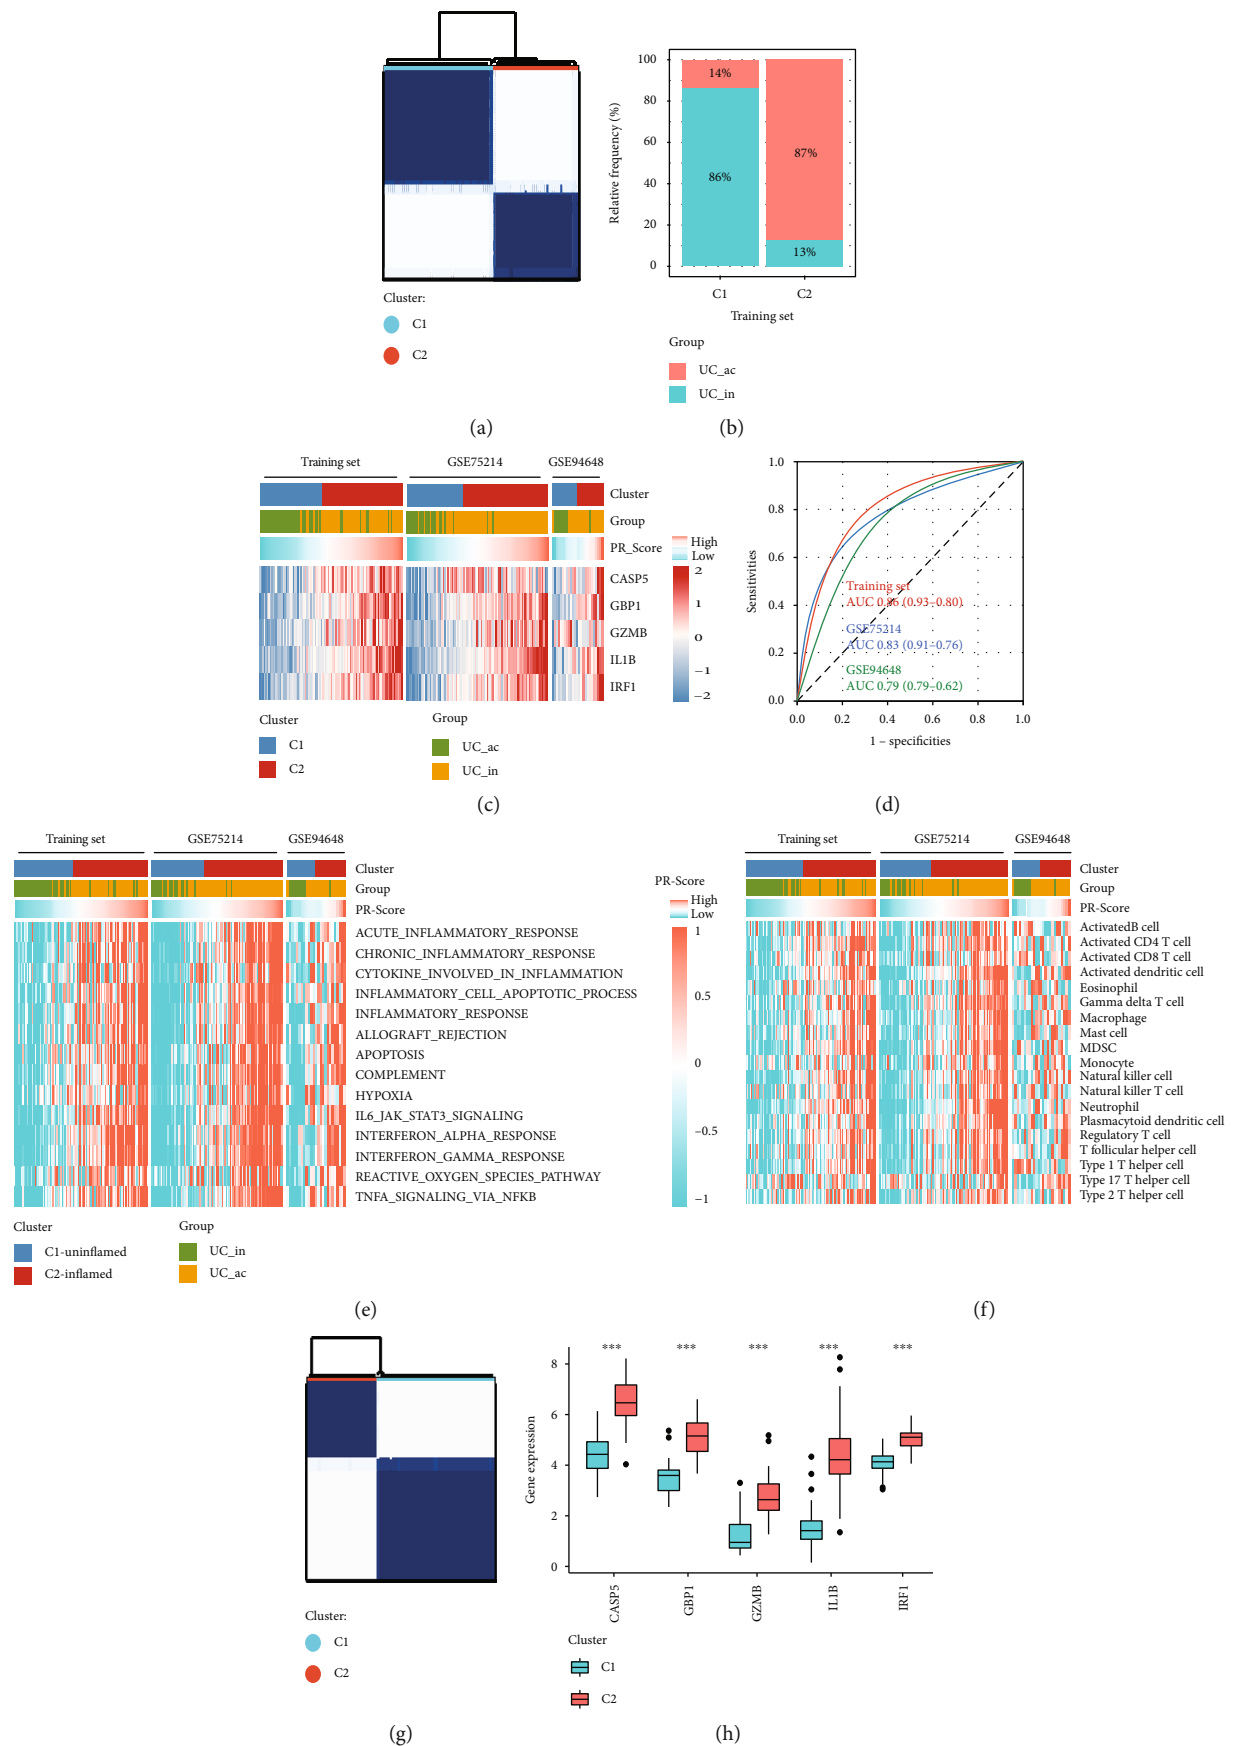 100
80
60
40
20
0
Relative frequency (%)
14%
86%
87%
13%
C1
C2
Training set
Cluster:
C1
C2
Group
UC_ac
UC_in
(a)
(b)
Training set
GSE75214
GSE94648
Cluster
Group
PR_Score
CASP5
GBP1
GZMB
IL1B
IRF1
High
Low
2
1
0
−1
−2
Cluster
C1
C2
Group
UC_ac
UC_in
(c)
1.0
0.8
0.6
0.4
0.2
0.0
Sensitivities
Training set
AUC 0.86 (0.93–0.80)
GSE75214
AUC 0.83 (0.91–0.76)
GSE94648
AUC 0.79 (0.79–0.62)
0.0
0.2
0.4
0.6
0.8
1.0
1 – specificities
(d)
Training set
GSE75214
GSE94648
Cluster
Group
PR-Score
ACUTE_INFLAMMATORY_RESPONSE
CHRONIC_INFLAMMATORY_RESPONSE
CYTOKINE_INVOLVED_IN_INFLAMMATION
INFLAMMATORY_CELL_APOPTOTIC_PROCESS
INFLAMMATORY_RESPONSE
ALLOGRAFT_REJECTION
APOPTOSIS
COMPLEMENT
HYPOXIA
IL6_JAK_STAT3_SIGNALING
INTERFERON_ALPHA_RESPONSE
INTERFERON_GAMMA_RESPONSE
REACTIVE_OXYGEN_SPECIES_PATHWAY
TNFA_SIGNALING_VIA_NFKB
Cluster
C1-uninflamed
C2-inflamed
Group
UC_in
UC_ac
(e)
PR-Score
High
Low
1
0.5
0
−0.5
−1
Training set
GSE75214
GSE94648
Cluster
Group
PR-Score
ActivatedB cell
Activated CD4 T cell
Activated CD8 T cell
Activated dendritic cell
Eosinophil
Gamma delta T cell
Macrophage
Mast cell
MDSC
Monocyte
Natural killer cell
Natural killer T cell
Neutrophil
Plasmacytoid dendritic cell
Regulatory T cell
T follicular helper cell
Type 1 T helper cell
Type 17 T helper cell
Type 2 T helper cell
(f)
Cluster:
C1
C2
(g)
8
6
4
2
0
Gene expression
***
***
***
***
***
CASP5
GBP1
GZMB
IL1B
IRF1
Cluster
C1
C2
(h)